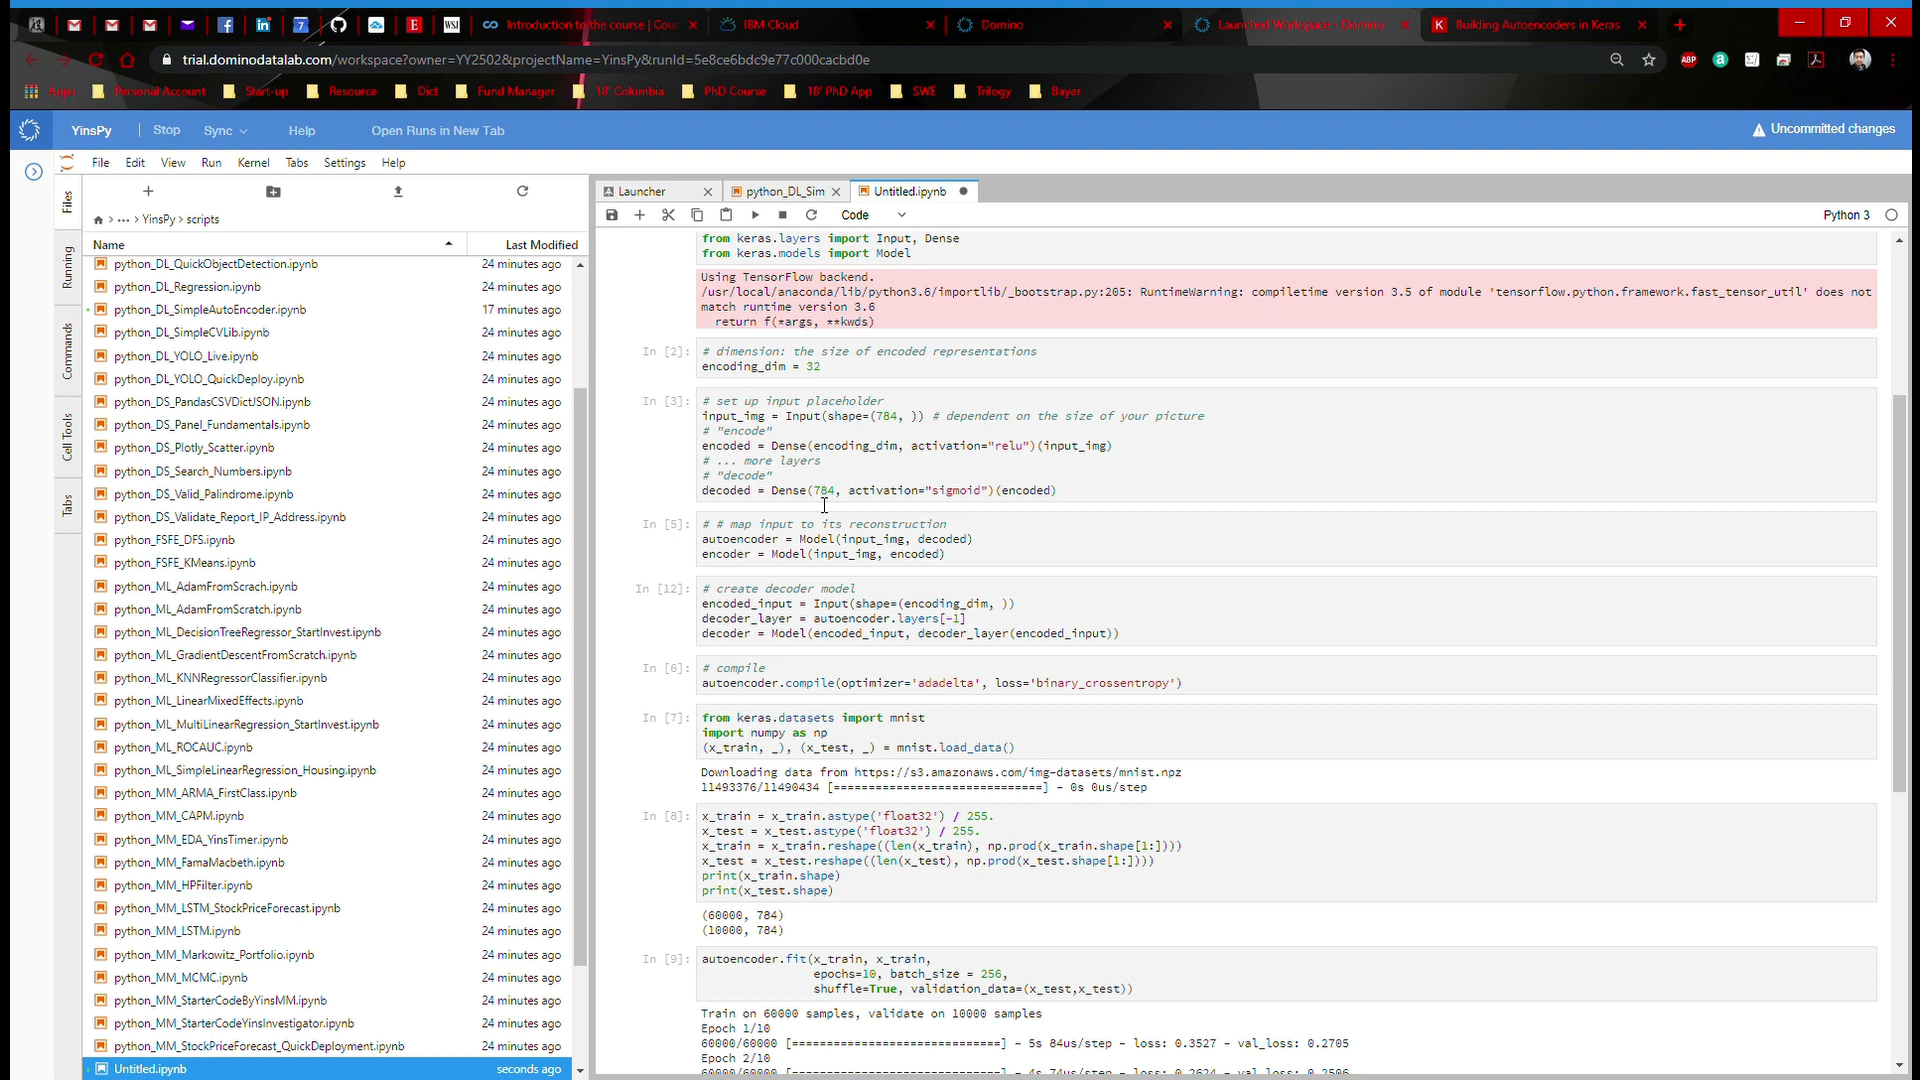 Introduction to the course | Cou
IBM Cloud
Domino
Launched Workspace - Domino
Building Autoencoders in Keras
trial.dominodatalab.com/workspace?owner=YY2502&projectName=YinsPy&runId=5e8ce6bdc9e77c000cacbd0e
Apps
Personal Account
Start-up
Resource
Dict
Fund Manager
18' Columbia
PhD Course
18' PhD App
SWE
Trilogy
Bayer
YinsPy
Stop
Sync
Help
Open Runs in New Tab
Uncommitted changes
File
Edit
View
Run
Kernel
Tabs
Settings
Help
Files
Running
Commands
Cell Tools
Tabs
YinsPy > scripts
Name
Last Modified
python_DL_QuickObjectDetection.ipynb 24 minutes ago
python_DL_Regression.ipynb 24 minutes ago
python_DL_SimpleAutoEncoder.ipynb 17 minutes ago
python_DL_SimpleCVLib.ipynb 24 minutes ago
python_DL_YOLO_Live.ipynb 24 minutes ago
python_DL_YOLO_QuickDeploy.ipynb 24 minutes ago
python_DS_PandasCSVDictJSON.ipynb 24 minutes ago
python_DS_Panel_Fundamentals.ipynb 24 minutes ago
python_DS_Plotly_Scatter.ipynb 24 minutes ago
python_DS_Search_Numbers.ipynb 24 minutes ago
python_DS_Valid_Palindrome.ipynb 24 minutes ago
python_DS_Validate_Report_IP_Address.ipynb 24 minutes ago
python_FSFE_DFS.ipynb 24 minutes ago
python_FSFE_KMeans.ipynb 24 minutes ago
python_ML_AdamFromScrach.ipynb 24 minutes ago
python_ML_AdamFromScratch.ipynb 24 minutes ago
python_ML_DecisionTreeRegressor_StartInvest.ipynb 24 minutes ago
python_ML_GradientDescentFromScratch.ipynb 24 minutes ago
python_ML_KNNRegressorClassifier.ipynb 24 minutes ago
python_ML_LinearMixedEffects.ipynb 24 minutes ago
python_ML_MultiLinearRegression_StartInvest.ipynb 24 minutes ago
python_ML_ROCAUC.ipynb 24 minutes ago
python_ML_SimpleLinearRegression_Housing.ipynb 24 minutes ago
python_MM_ARMA_FirstClass.ipynb 24 minutes ago
python_MM_CAPM.ipynb 24 minutes ago
python_MM_EDA_YinsTimer.ipynb 24 minutes ago
python_MM_FamaMacbeth.ipynb 24 minutes ago
python_MM_HPFilter.ipynb 24 minutes ago
python_MM_LSTM_StockPriceForecast.ipynb 24 minutes ago
python_MM_LSTM.ipynb 24 minutes ago
python_MM_Markowitz_Portfolio.ipynb 24 minutes ago
python_MM_MCMC.ipynb 24 minutes ago
python_MM_StarterCodeByYinsMM.ipynb 24 minutes ago
python_MM_StarterCodeYinsInvestigator.ipynb 24 minutes ago
python_MM_StockPriceForecast_QuickDeployment.ipynb 24 minutes ago
Untitled.ipynb seconds ago
Launcher
python_DL_Sim
Untitled.ipynb
Code
Python 3
from keras.layers import Input, Dense
from keras.models import Model
Using TensorFlow backend.
/usr/local/anaconda/lib/python3.6/importlib/_bootstrap.py:205: RuntimeWarning: compiletime version 3.5 of module 'tensorflow.python.framework.fast_tensor_util' does not
match runtime version 3.6
return f(*args, **kwds)
In [2]: # dimension: the size of encoded representations
encoding_dim = 32
In [3]: # set up input placeholder
input_img = Input(shape=(784, )) # dependent on the size of your picture
# "encode"
encoded = Dense(encoding_dim, activation="relu")(input_img)
# ... more layers
# "decode"
decoded = Dense(784, activation="sigmoid")(encoded)
In [5]: # # map input to its reconstruction
autoencoder = Model(input_img, decoded)
encoder = Model(input_img, encoded)
In [12]: # create decoder model
encoded_input = Input(shape=(encoding_dim, ))
decoder_layer = autoencoder.layers[-1]
decoder = Model(encoded_input, decoder_layer(encoded_input))
In [6]: # compile
autoencoder.compile(optimizer='adadelta', loss='binary_crossentropy')
In [7]: from keras.datasets import mnist
import numpy as np
(x_train, _), (x_test, _) = mnist.load_data()
Downloading data from https://s3.amazonaws.com/img-datasets/mnist.npz
11493376/11490434 [==============================] - 0s 0us/step
In [8]: x_train = x_train.astype('float32') / 255.
x_test = x_test.astype('float32') / 255.
x_train = x_train.reshape((len(x_train), np.prod(x_train.shape[1:])))
x_test = x_test.reshape((len(x_test), np.prod(x_test.shape[1:])))
print(x_train.shape)
print(x_test.shape)
(60000, 784)
(10000, 784)
In [9]: autoencoder.fit(x_train, x_train,
epochs=10, batch_size = 256,
shuffle=True, validation_data=(x_test,x_test))
Train on 60000 samples, validate on 10000 samples
Epoch 1/10
60000/60000 [==============================] - 5s 84us/step - loss: 0.3527 - val_loss: 0.2705
Epoch 2/10
60000/60000 [==============================] - 4s 74us/step - loss: 0.2624 - val_loss: 0.2506